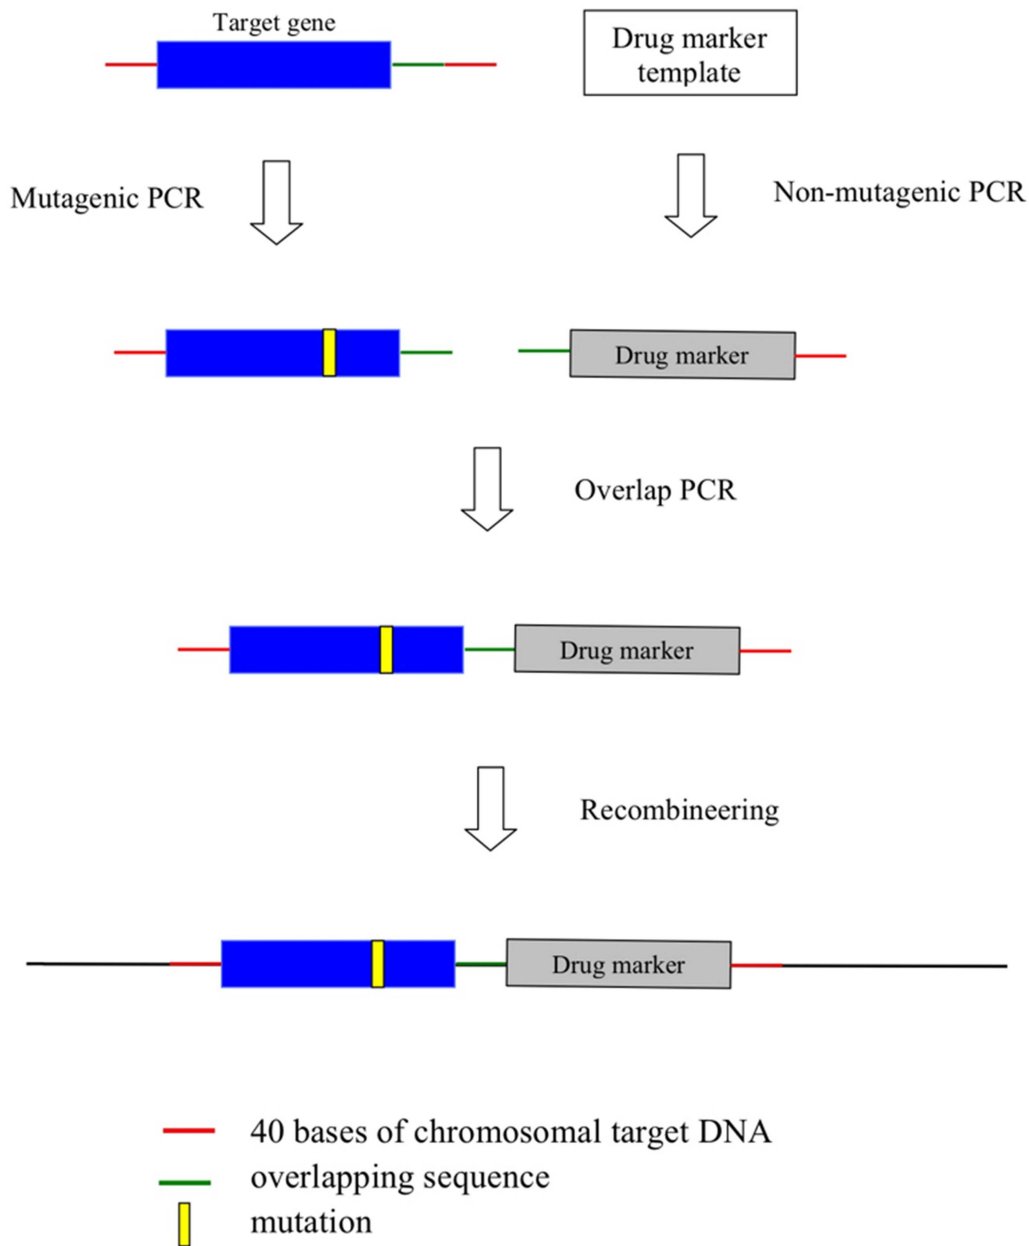 Target gene
Drug marker
template
Mutagenic PCR
Non-mutagenic PCR
Drug marker
Overlap PCR
Drug marker
Recombineering
Drug marker
40 bases of chromosomal target DNA
overlapping sequence
mutation